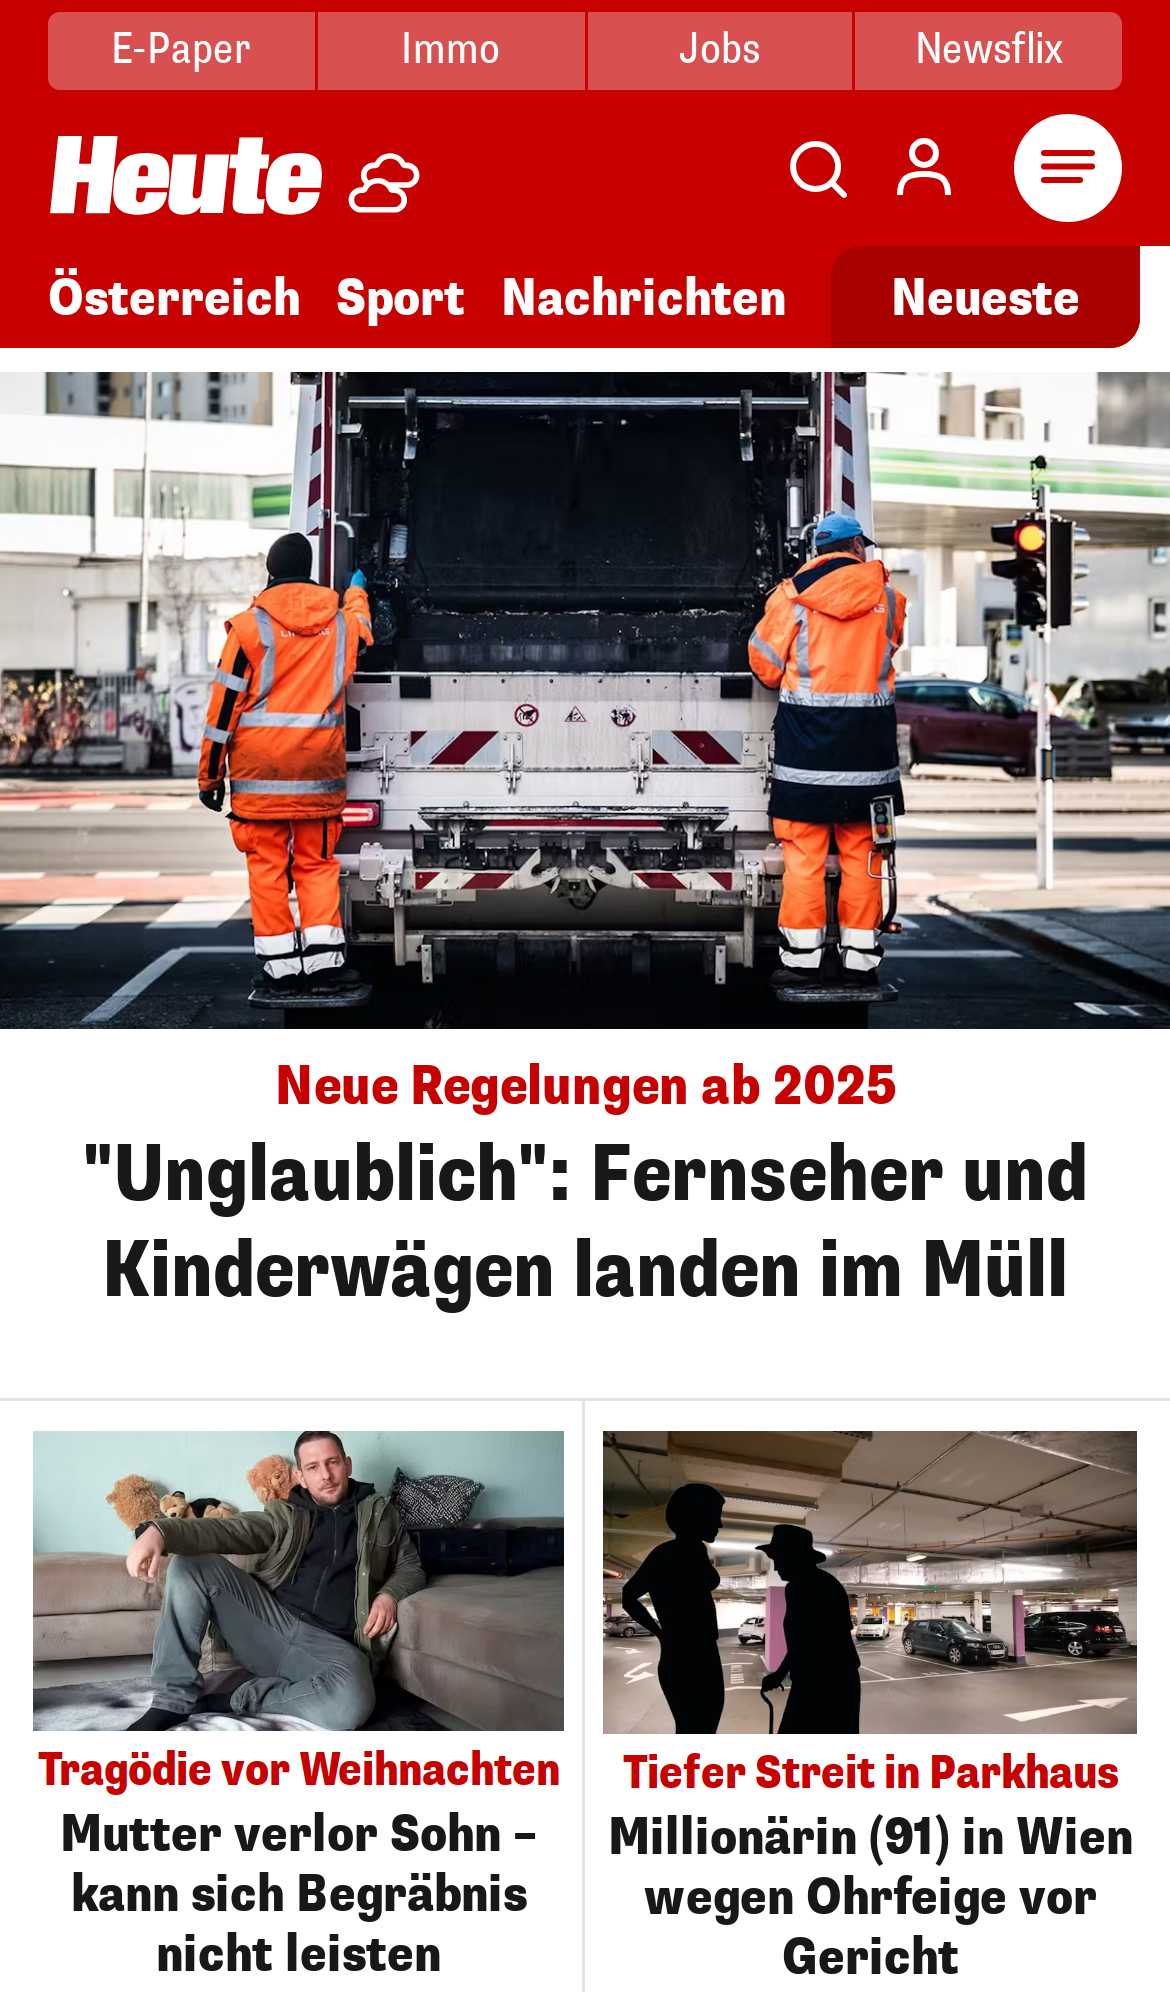 E-Paper
Immo
Jobs
Newsflix
Heute
Österreich
Sport
Nachrichten
Neueste
Neue Regelungen ab 2025
"Unglaublich": Fernseher und
Kinderwägen landen im Müll
Tragödie vor Weihnachten
Mutter verlor Sohn –
kann sich Begräbnis
nicht leisten
Tiefer Streit in Parkhaus
Millionärin (91) in Wien
wegen Ohrfeige vor
Gericht